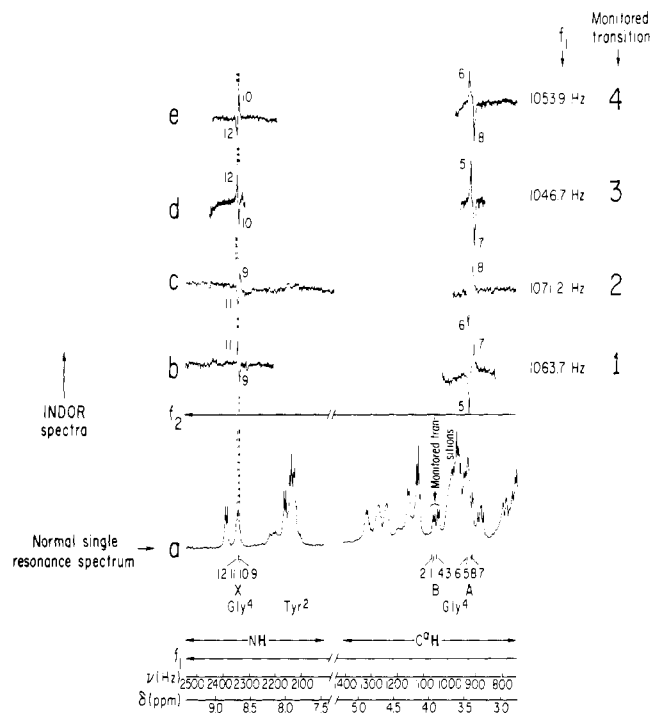 f₁
Monitored transition
e
10
12
6
8
1053.9 Hz
4
d
12
10
5
7
1046.7 Hz
3
c
9
11
8
6
1071.2 Hz
2
b
11
9
7
5
1063.7 Hz
1
INDOR spectra
f₂
Monitored transitions
Normal single resonance spectrum
a
12 11 10 9
2 1 4 3 6 5 8 7
X
B
A
Gly⁴
Tyr²
Gly⁴
NH
CᵅH
f₁
ν(Hz)
2500 2400 2300 2200 2100
1400 1300 1200 1100 1000 900 800
δ(ppm)
9.0 8.5 8.0 7.5
5.0 4.5 4.0 3.5 3.0